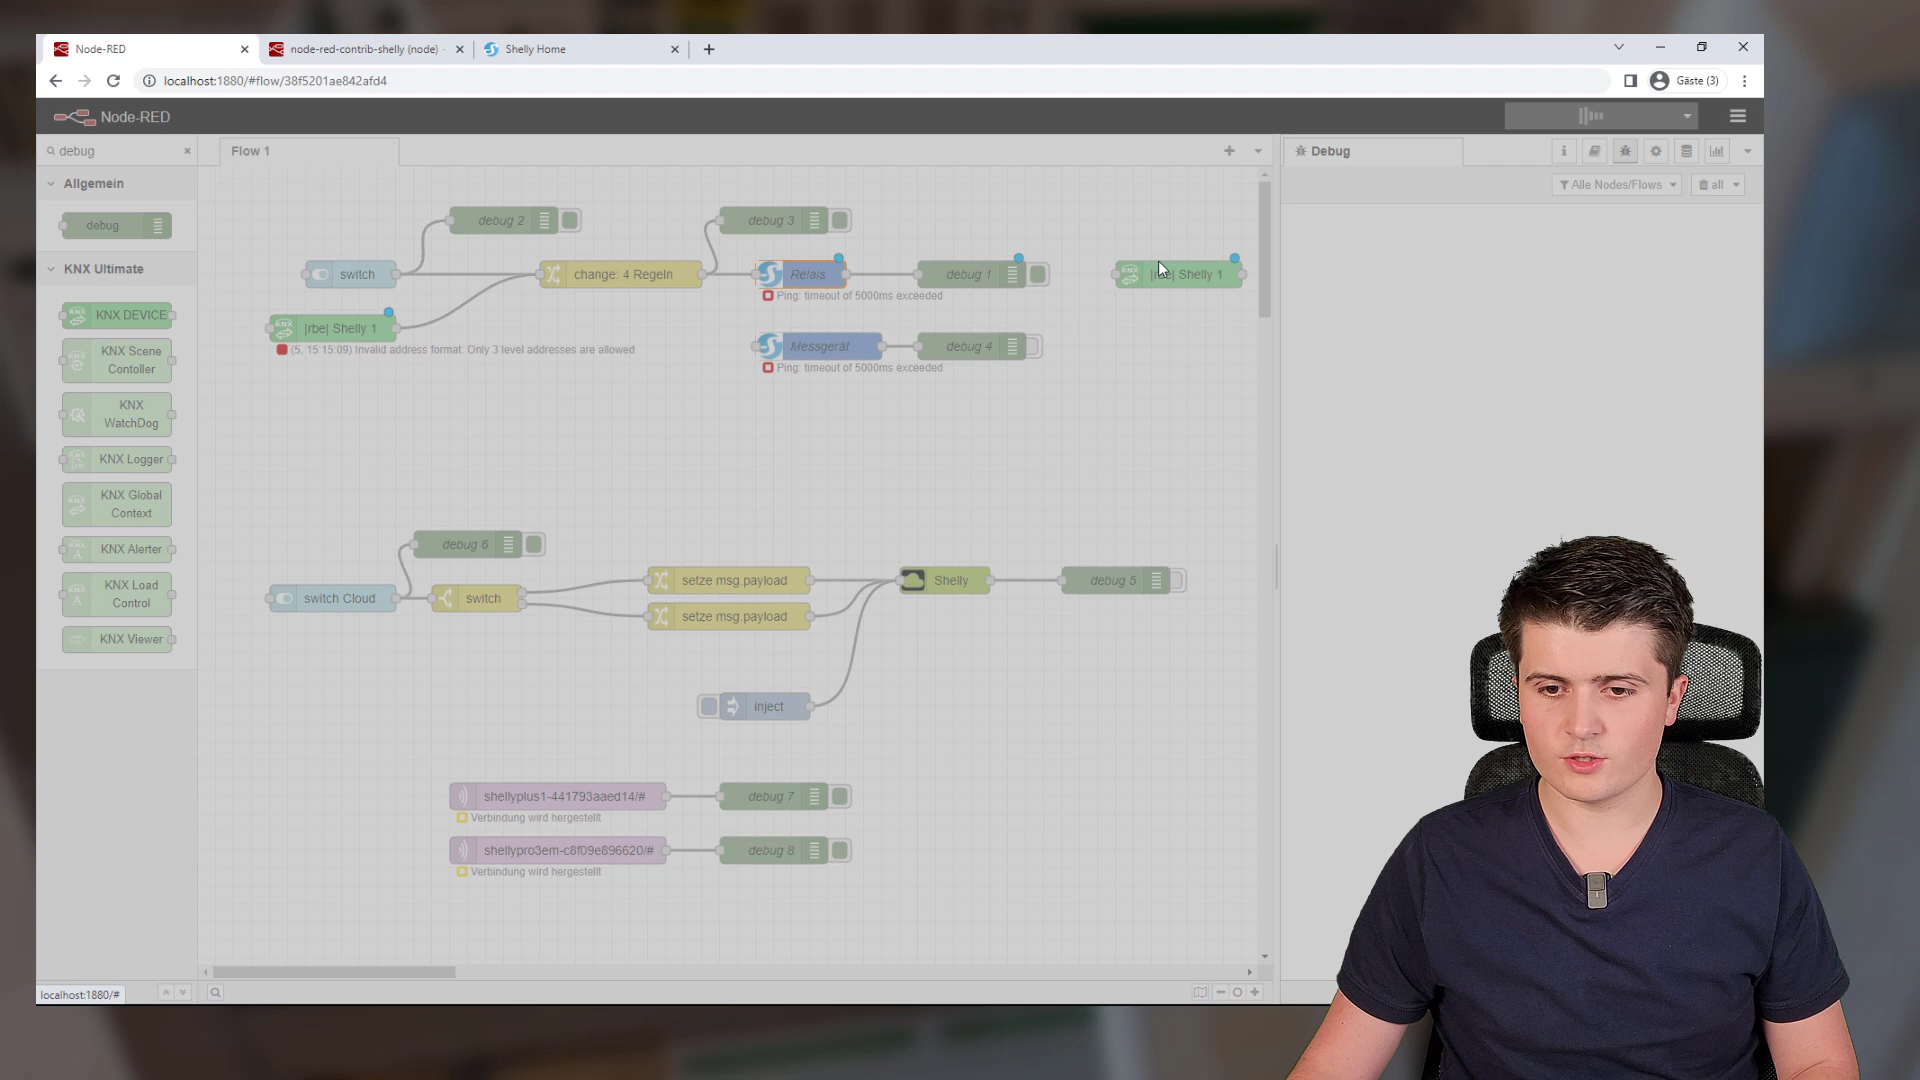 Node-RED
node-red-contrib-shelly (node) -
Shelly Home
localhost:1880/#flow/38f5201ae842afd4
Gäste (3)
Node-RED
debug
Flow 1
Debug
Allgemein
Alle Nodes/Flows
all
debug
KNX Ultimate
KNX DEVICE
KNX Scene
Contoller
KNX
WatchDog
KNX Logger
KNX Global
Context
KNX Alerter
KNX Load
Control
KNX Viewer
debug 2
debug 3
switch
change: 4 Regeln
Relais
debug 1
Shelly 1
Ping: timeout of 5000ms exceeded
|rbe| Shelly 1
(5, 15:15:09) Invalid address format. Only 3 level addresses are allowed
Messgerät
debug 4
Ping: timeout of 5000ms exceeded
debug 6
setze msg.payload
Shelly
debug 5
switch Cloud
switch
setze msg.payload
inject
shellyplus1-441793aaed14/#
debug 7
Verbindung wird hergestellt
shellypro3em-c8f09e896620/#
debug 8
Verbindung wird hergestellt
localhost:1880/#